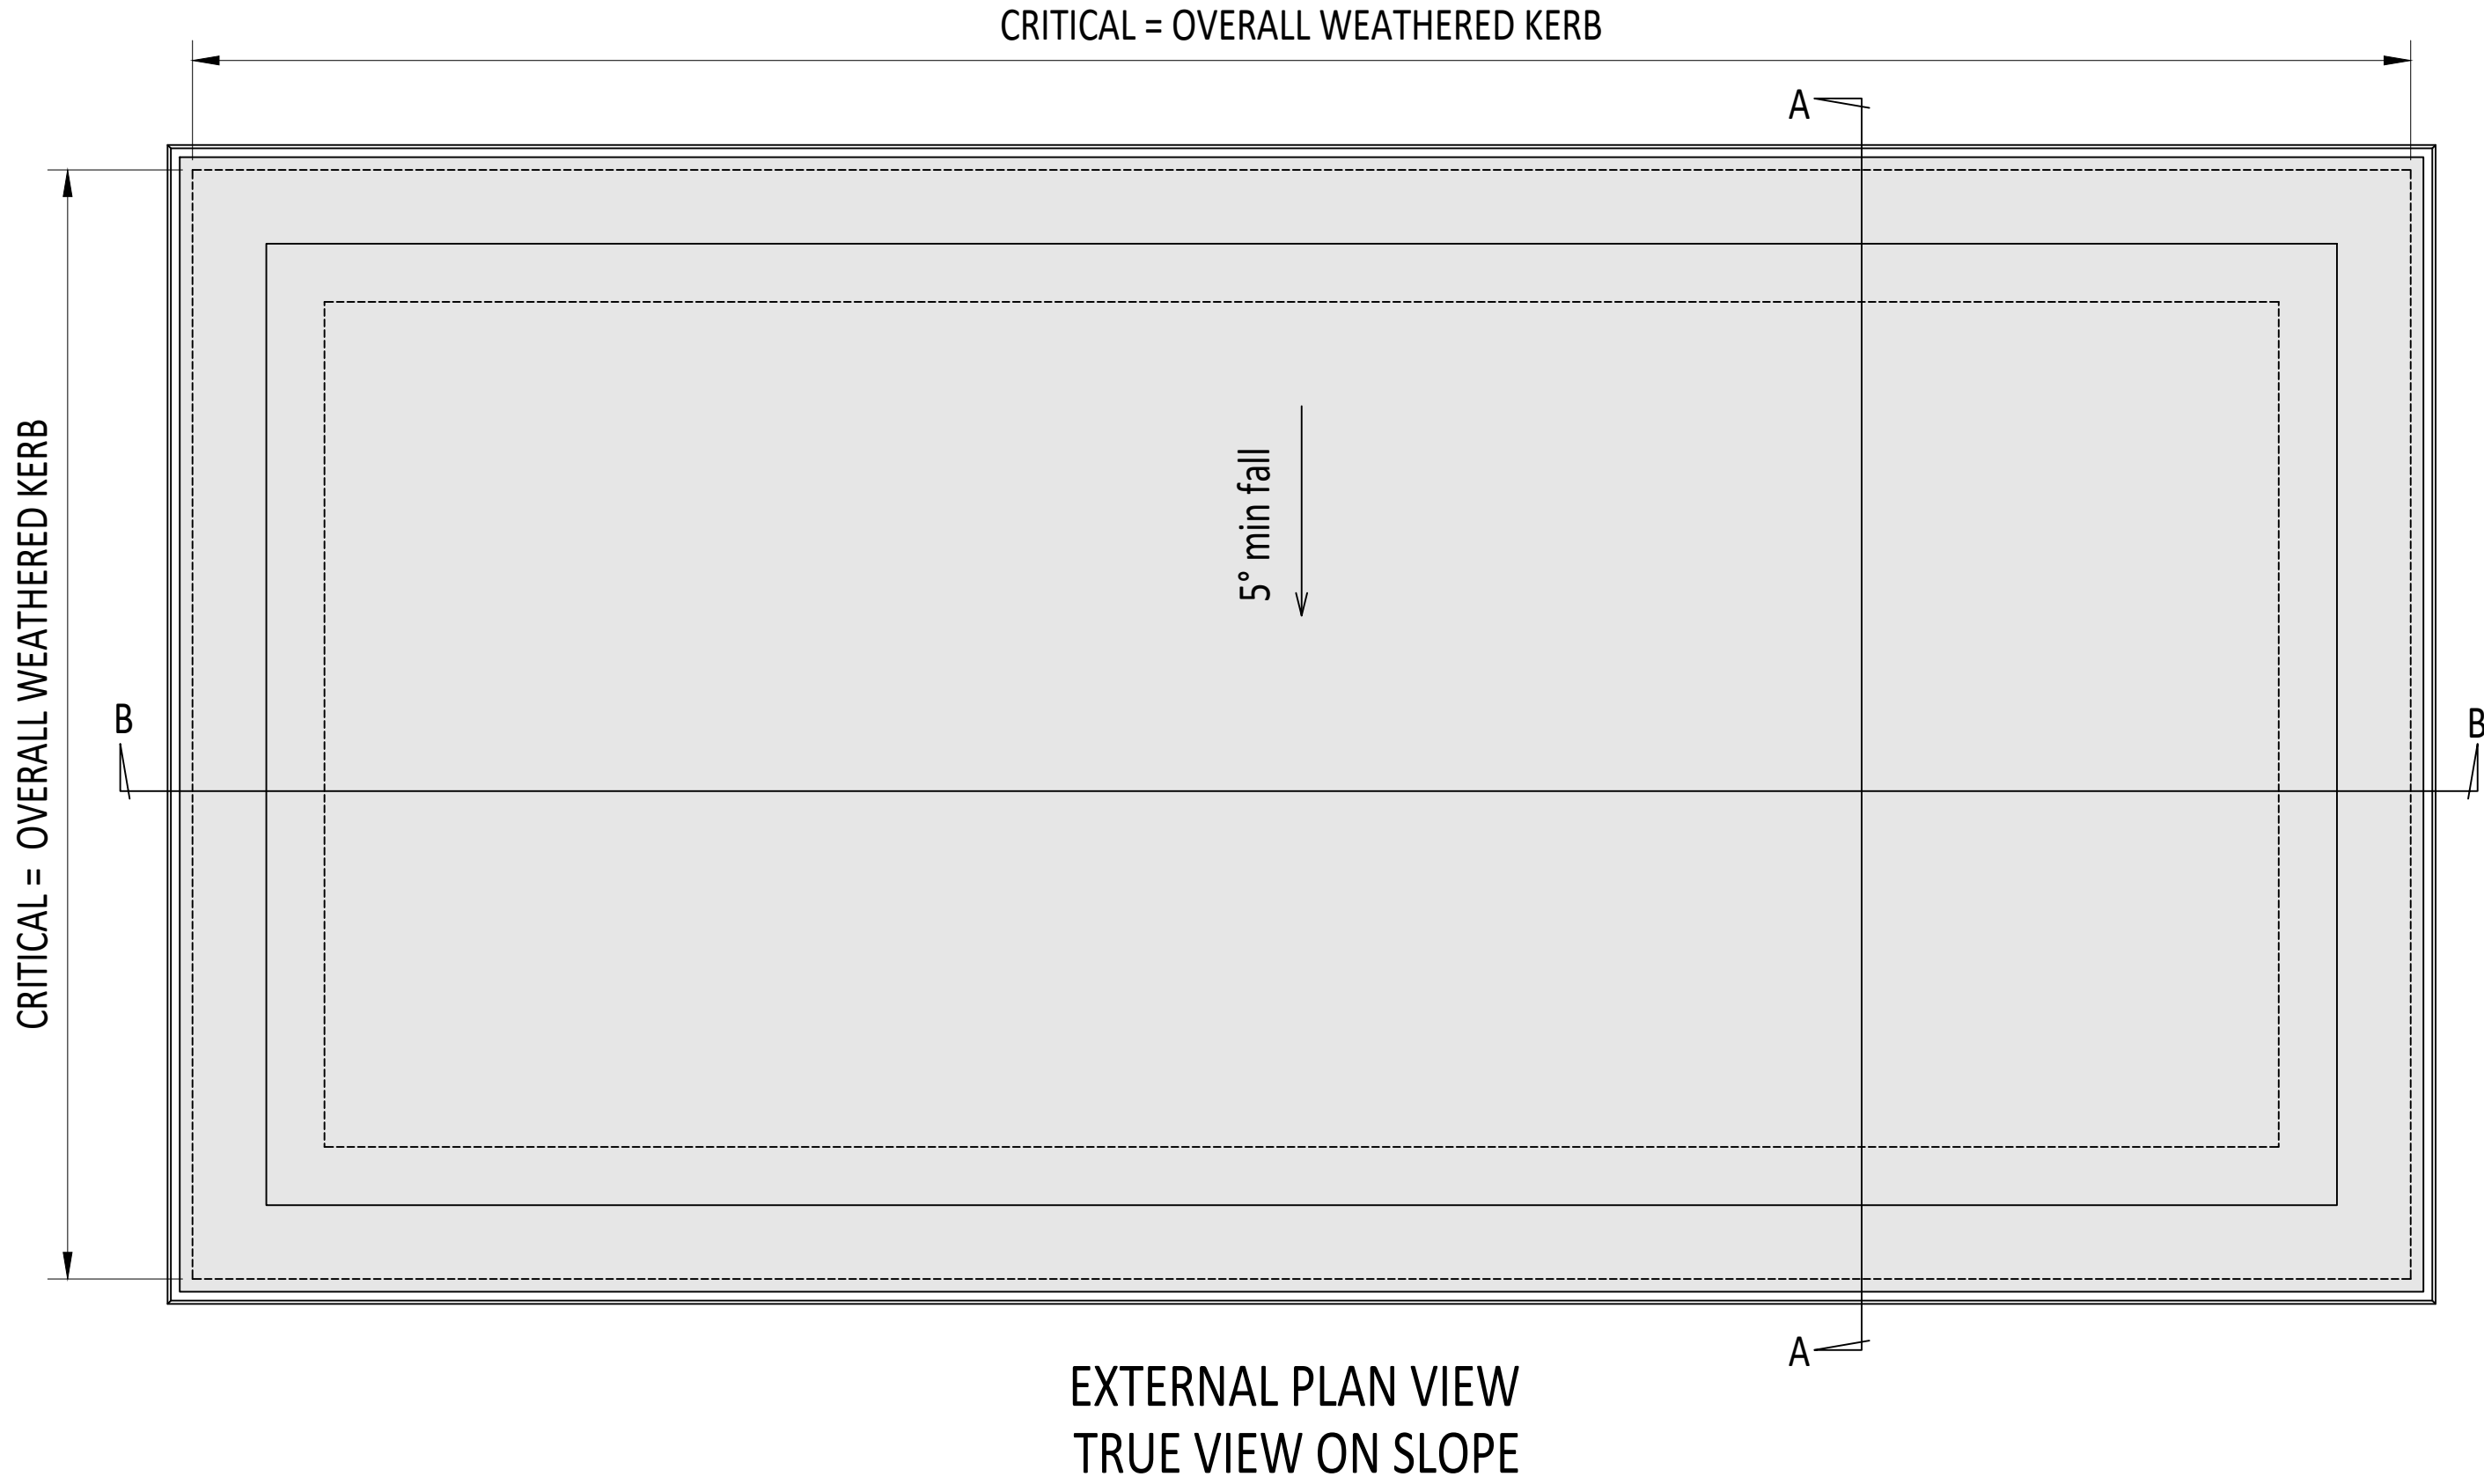 CRITICAL = OVERALL WEATHERED KERB
A
CRITICAL = OVERALL WEATHERED KERB
5° min fall
B
B
A
EXTERNAL PLAN VIEW
TRUE VIEW ON SLOPE